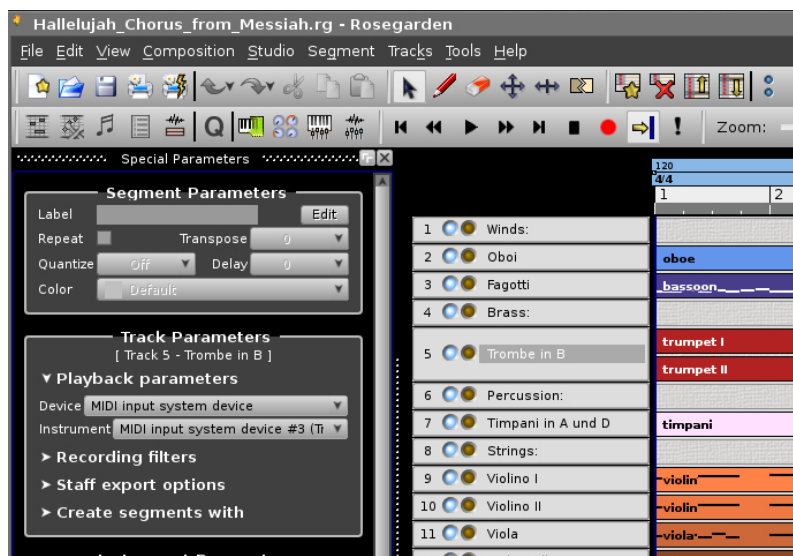 Hallelujah_Chorus_from_Messiah.rg - Rosegarden
File Edit View Composition Studio Segment Tracks Tools Help
Q Zoom:
Special Parameters
Segment Parameters
Label Edit
Repeat Transpose 0
Quantize Off Delay 0
Color Default
Track Parameters
[ Track 5 - Trombe in B ]
Playback parameters
Device MIDI input system device
Instrument MIDI input system device #3 (Tr
Recording filters
Staff export options
Create segments with
120
4/4
1 2
1 Winds:
2 Oboi oboe
3 Fagotti bassoon
4 Brass:
5 Trombe in B trumpet I
trumpet II
6 Percussion:
7 Timpani in A und D timpani
8 Strings:
9 Violino I violin
10 Violino II violin
11 Viola viola